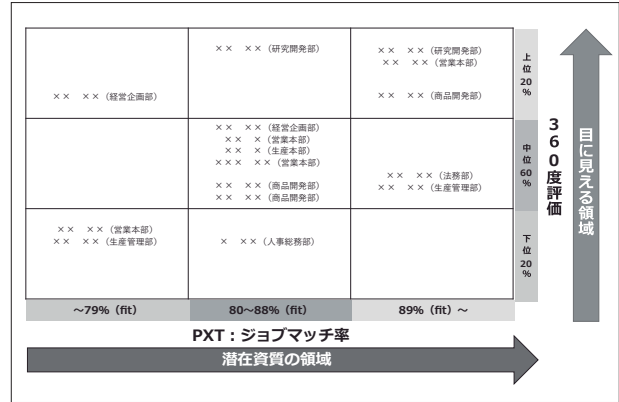 ×× ××（研究開発部）
×× ××（研究開発部）
×× ××（営業本部）
×× ××（経営企画部）
×× ××（商品開発部）
上位20%
×× ××（経営企画部）
×× ×（営業本部）
×× ×（生産本部）
××× ××（営業本部）
×× ××（商品開発部）
×× ××（商品開発部）
×× ××（法務部）
×× ××（生産管理部）
中位60%
×× ××（営業本部）
×× ××（生産管理部）
× ××（人事総務部）
下位20%
360度評価
目に見える領域
～79%（fit）
80～88%（fit）
89%（fit）～
PXT：ジョブマッチ率
潜在資質の領域